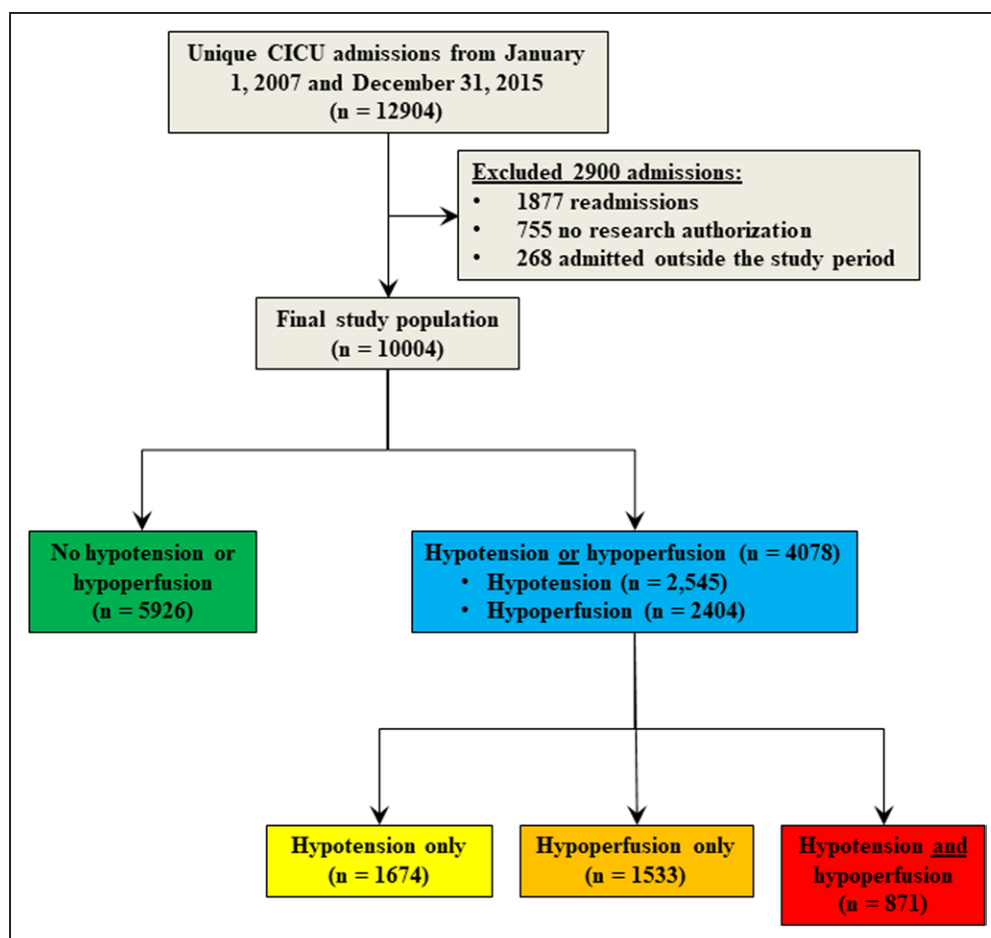 Unique CICU admissions from January
1, 2007 and December 31, 2015
(n = 12904)
Excluded 2900 admissions:
• 1877 readmissions
• 755 no research authorization
• 268 admitted outside the study period
Final study population
(n = 10004)
No hypotension or
hypoperfusion
(n = 5926)
Hypotension or hypoperfusion (n = 4078)
• Hypotension (n = 2,545)
• Hypoperfusion (n = 2404)
Hypotension only
(n = 1674)
Hypoperfusion only
(n = 1533)
Hypotension and
hypoperfusion
(n = 871)